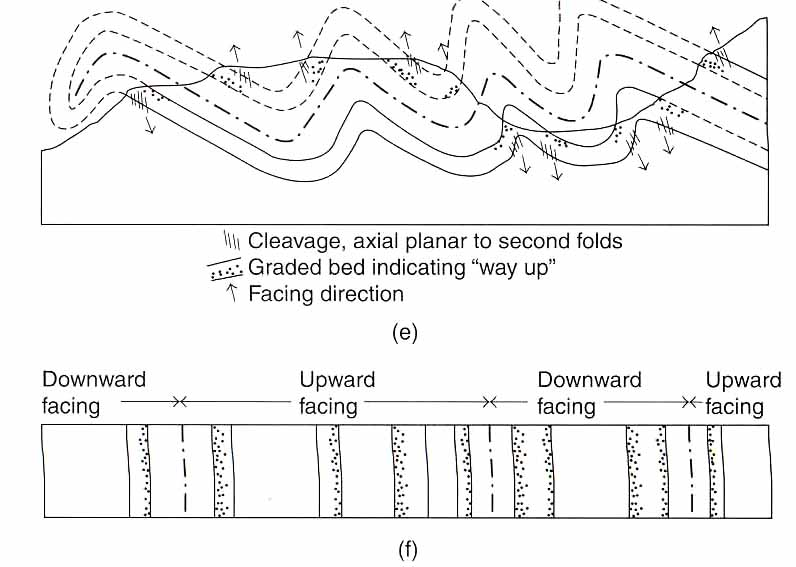 Cleavage, axial planar to second folds
Graded bed indicating “way up”
Facing direction
(e)
Downward facing
Upward facing
Downward facing
Upward facing
(f)